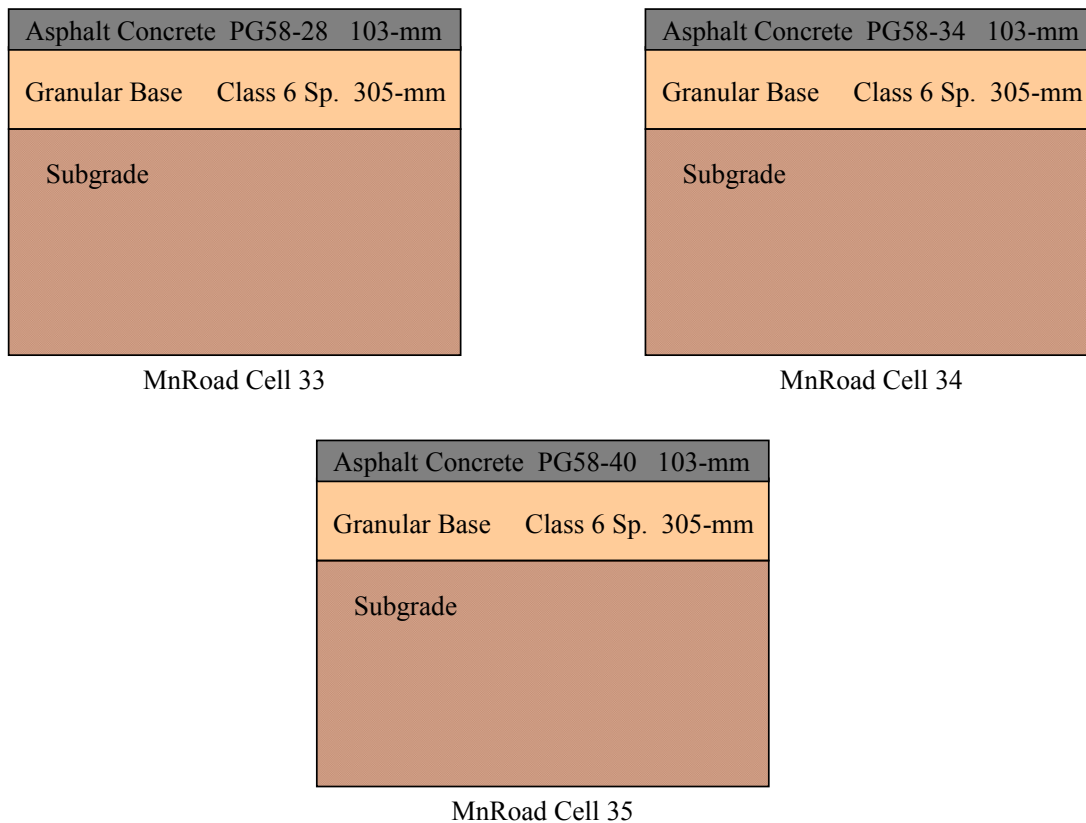 Asphalt Concrete PG58-28 103-mm
Granular Base Class 6 Sp. 305-mm
Subgrade
MnRoad Cell 33
Asphalt Concrete PG58-34 103-mm
Granular Base Class 6 Sp. 305-mm
Subgrade
MnRoad Cell 34
Asphalt Concrete PG58-40 103-mm
Granular Base Class 6 Sp. 305-mm
Subgrade
MnRoad Cell 35